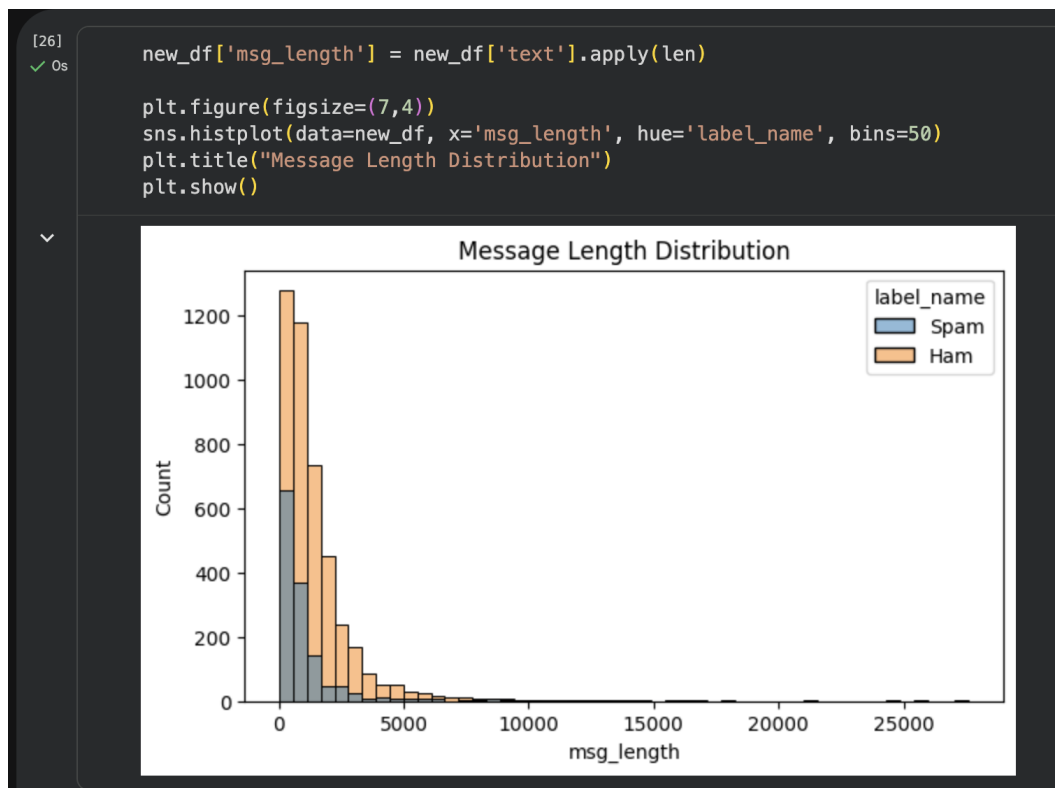 [26]
0s
new_df['msg_length'] = new_df['text'].apply(len)
plt.figure(figsize=(7,4))
sns.histplot(data=new_df, x='msg_length', hue='label_name', bins=50)
plt.title("Message Length Distribution")
plt.show()
Message Length Distribution
label_name
Spam
Ham
Count
1200
1000
800
600
400
200
0
0 5000 10000 15000 20000 25000
msg_length